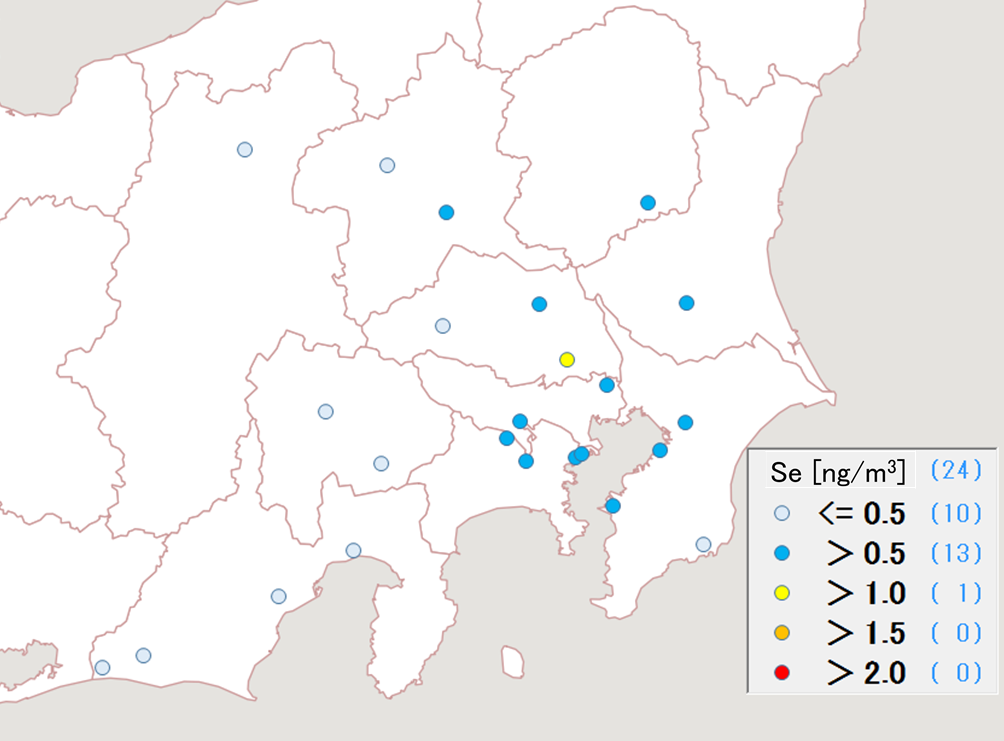 Se [ng/m³] (24)
<= 0.5 (10)
> 0.5 (13)
> 1.0 ( 1)
> 1.5 ( 0)
> 2.0 ( 0)